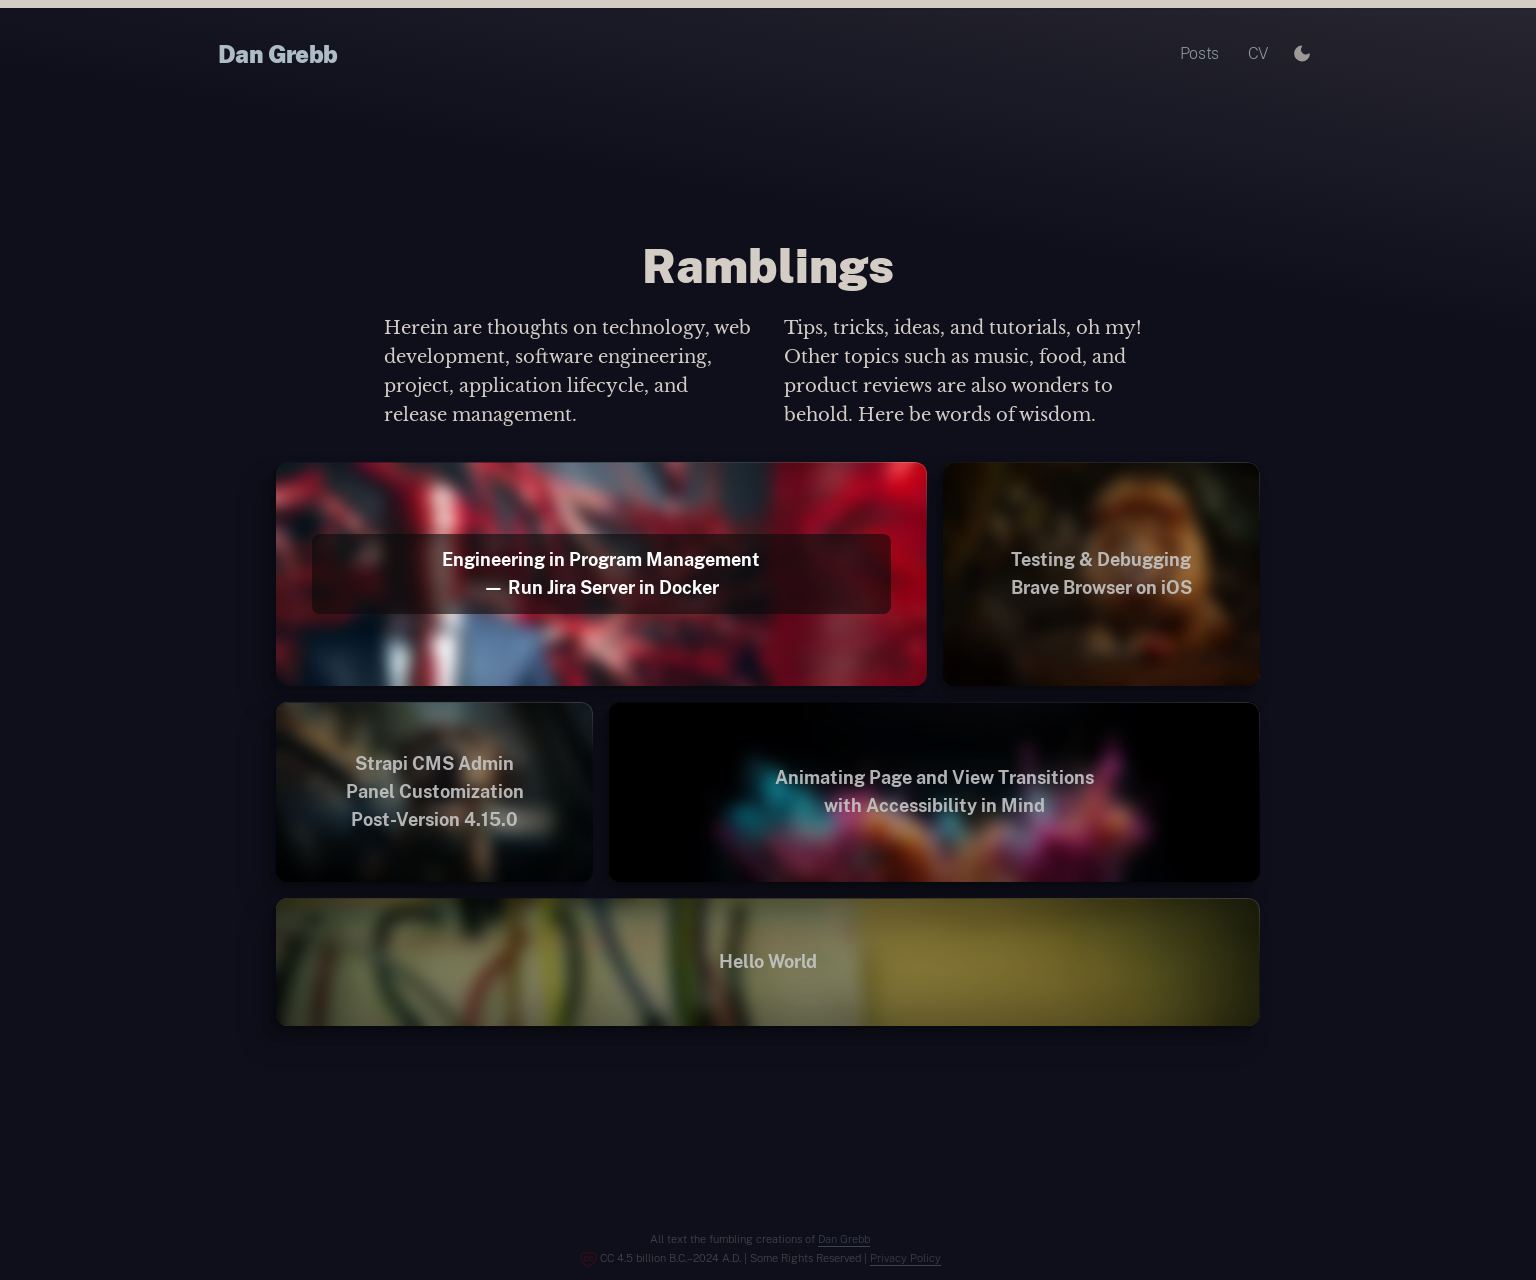 Dan Grebb
Posts
CV
Ramblings
Herein are thoughts on technology, web
development, software engineering,
project, application lifecycle, and
release management.
Tips, tricks, ideas, and tutorials, oh my!
Other topics such as music, food, and
product reviews are also wonders to
behold. Here be words of wisdom.
Engineering in Program Management
— Run Jira Server in Docker
Testing & Debugging
Brave Browser on iOS
Strapi CMS Admin
Panel Customization
Post-Version 4.15.0
Animating Page and View Transitions
with Accessibility in Mind
Hello World
All text the fumbling creations of Dan Grebb
CC 4.5 billion B.C.–2024 A.D. | Some Rights Reserved | Privacy Policy